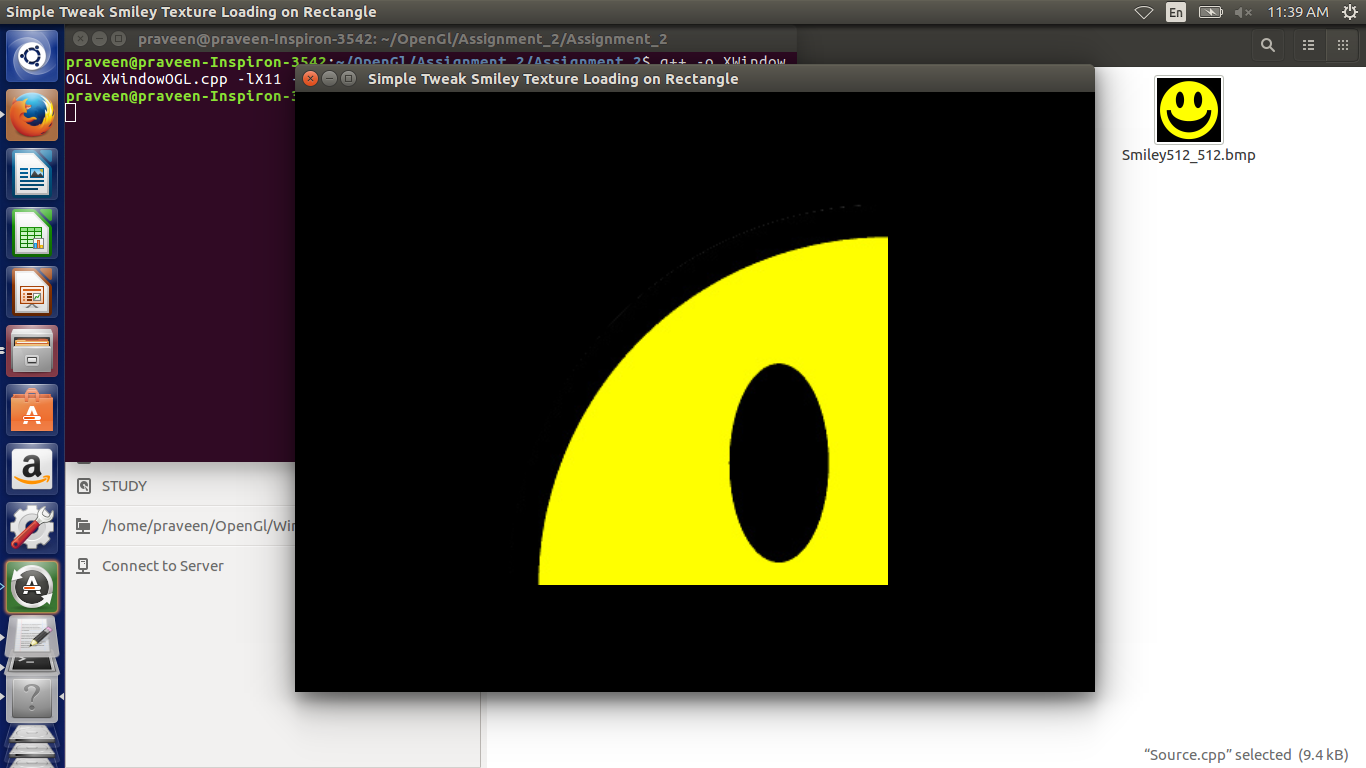 Simple Tweak Smiley Texture Loading on Rectangle
En
11:39 AM
praveen@praveen-Inspiron-3542: ~/OpenGl/Assignment_2/Assignment_2
praveen@praveen-Inspiron-3542:~/OpenGl/Assignment_2/Assignment_2$ g++ -o XWindow
OGL XWindowOGL.cpp -lX11 -
praveen@praveen-Inspiron-3
Simple Tweak Smiley Texture Loading on Rectangle
Smiley512_512.bmp
STUDY
/home/praveen/OpenGl/Win
Connect to Server
“Source.cpp” selected (9.4 kB)